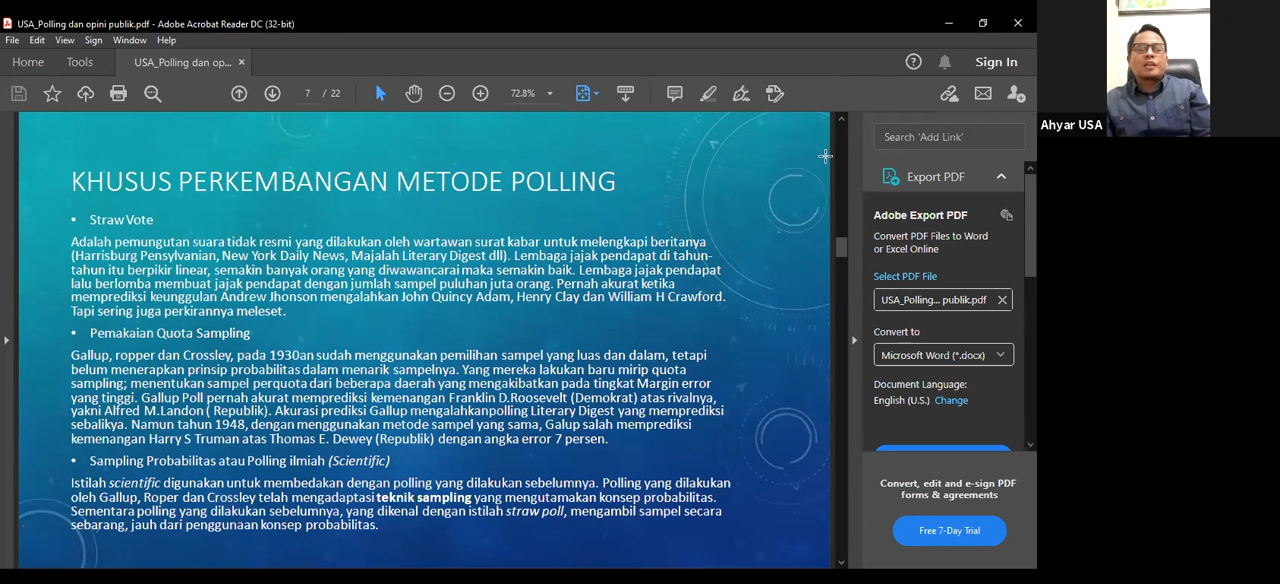 USA_Polling dan opini publik.pdf - Adobe Acrobat Reader DC (32-bit)
File Edit View Sign Window Help
Home Tools USA_Polling dan op... × Sign In
7 / 22 72.8%
KHUSUS PERKEMBANGAN METODE POLLING
• Straw Vote
Adalah pemungutan suara tidak resmi yang dilakukan oleh wartawan surat kabar untuk melengkapi beritanya
(Harrisburg Pensylvanian, New York Daily News, Majalah Literary Digest dll). Lembaga jajak pendapat di tahun-
tahun itu berpikir linear, semakin banyak orang yang diwawancarai maka semakin baik. Lembaga jajak pendapat
lalu berlomba membuat jajak pendapat dengan jumlah sampel puluhan juta orang. Pernah akurat ketika
memprediksi keunggulan Andrew Jhonson mengalahkan John Quincy Adam, Henry Clay dan William H Crawford.
Tapi sering juga perkirannya meleset.
• Pemakaian Quota Sampling
Gallup, ropper dan Crossley, pada 1930an sudah menggunakan pemilihan sampel yang luas dan dalam, tetapi
belum menerapkan prinsip probabilitas dalam menarik sampelnya. Yang mereka lakukan baru mirip quota
sampling; menentukan sampel perquota dari beberapa daerah yang mengakibatkan pada tingkat Margin error
yang tinggi. Gallup Poll pernah akurat memprediksi kemenangan Franklin D.Roosevelt (Demokrat) atas rivalnya,
yakni Alfred M.Landon ( Republik). Akurasi prediksi Gallup mengalahkanpolling Literary Digest yang memprediksi
sebalikya. Namun tahun 1948, dengan menggunakan metode sampel yang sama, Galup salah memprediksi
kemenangan Harry S Truman atas Thomas E. Dewey (Republik) dengan angka error 7 persen.
• Sampling Probabilitas atau Polling ilmiah (Scientific)
Istilah scientific digunakan untuk membedakan dengan polling yang dilakukan sebelumnya. Polling yang dilakukan
oleh Gallup, Roper dan Crossley telah mengadaptasi teknik sampling yang mengutamakan konsep probabilitas.
Sementara polling yang dilakukan sebelumnya, yang dikenal dengan istilah straw poll, mengambil sampel secara
sebarang, jauh dari penggunaan konsep probabilitas.
Search 'Add Link'
Export PDF
Adobe Export PDF
Convert PDF Files to Word
or Excel Online
Select PDF File
USA_Polling... publik.pdf
Convert to
Microsoft Word (*.docx)
Document Language:
English (U.S.) Change
Convert, edit and e-sign PDF
forms & agreements
Free 7-Day Trial
Ahyar USA